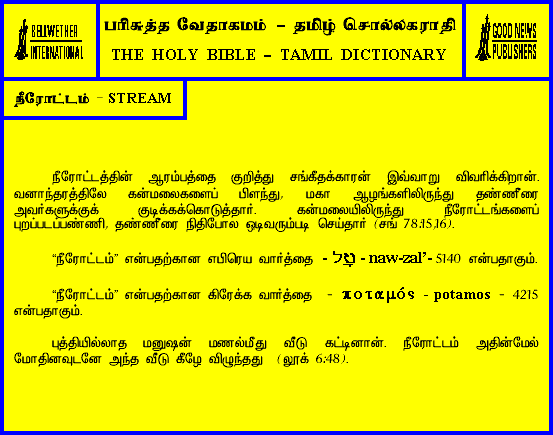 BELLWETHER
INTERNATIONAL
பரிசுத்த வேதாகமம் – தமிழ் சொல்லகராதி
THE HOLY BIBLE – TAMIL DICTIONARY
GOOD NEWS
PUBLISHERS
நீரோட்டம் - STREAM
நீரோட்டத்தின் ஆரம்பத்தை குறித்து சங்கீதக்காரன் இவ்வாறு விவரிக்கிறான்.
வனாந்தரத்திலே கன்மலைகளைப் பிளந்து, மகா ஆழங்களிலிருந்து தண்ணீரை
அவர்களுக்குக் குடிக்கக்கொடுத்தார். கன்மலையிலிருந்து நீரோட்டங்களைப்
புறப்படப்பண்ணி, தண்ணீரை நிதிபோல ஓடிவரும்படி செய்தார் (சங் 78:15,16).
“நீரோட்டம்” என்பதற்கான எபிரெய வார்த்தை - נָזַל - naw-zal’- 5140 என்பதாகும்.
“நீரோட்டம்” என்பதற்கான கிரேக்க வார்த்தை - ποταμός - potamos - 4215
என்பதாகும்.
புத்தியில்லாத மனுஷன் மணல்மீது வீடு கட்டினான். நீரோட்டம் அதின்மேல்
மோதினவுடனே அந்த வீடு கீழே விழுந்தது (லூக் 6:48).